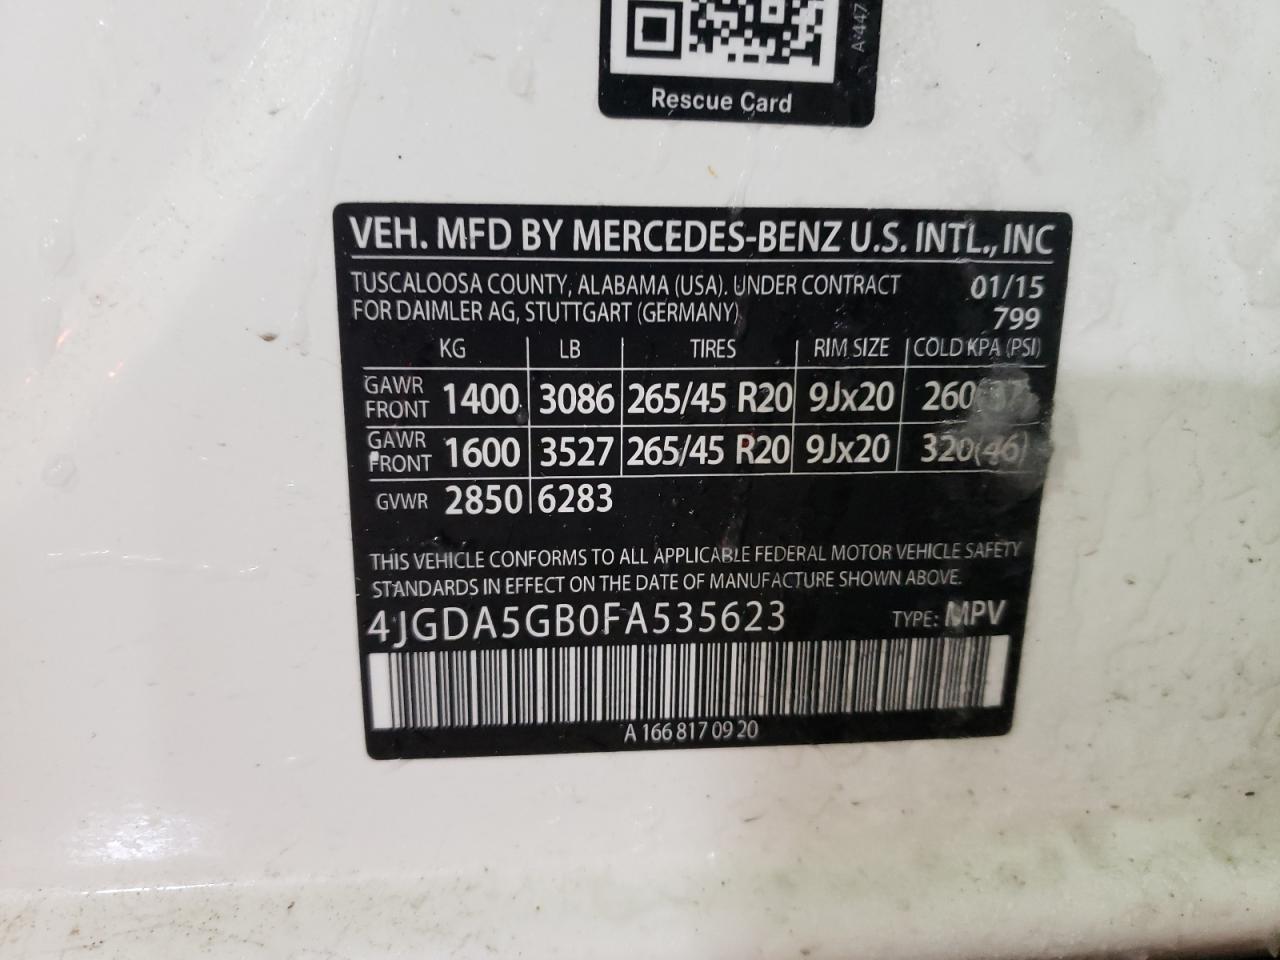 A 447
Rescue Card
VEH. MFD BY MERCEDES-BENZ U.S. INTL., INC
TUSCALOOSA COUNTY, ALABAMA (USA). UNDER CONTRACT 01/15
FOR DAIMLER AG, STUTTGART (GERMANY) 799
KG LB TIRES RIM SIZE COLD KPA (PSI)
GAWR FRONT 1400 3086 265/45 R20 9Jx20 260(37)
GAWR FRONT 1600 3527 265/45 R20 9Jx20 320(46)
GVWR 2850 6283
THIS VEHICLE CONFORMS TO ALL APPLICABLE FEDERAL MOTOR VEHICLE SAFETY
STANDARDS IN EFFECT ON THE DATE OF MANUFACTURE SHOWN ABOVE.
4JGDA5GB0FA535623 TYPE: MPV
A 166 817 09 20